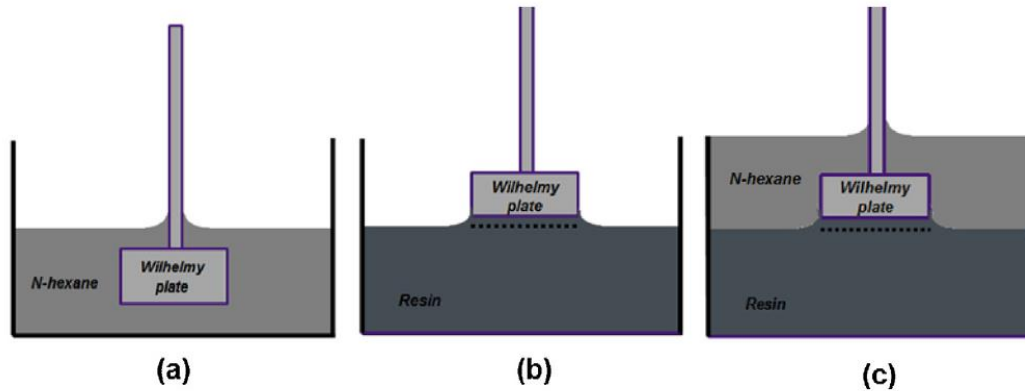 N-hexane
Wilhelmy
plate
(a)
Wilhelmy
plate
Resin
(b)
N-hexane
Wilhelmy
plate
Resin
(c)